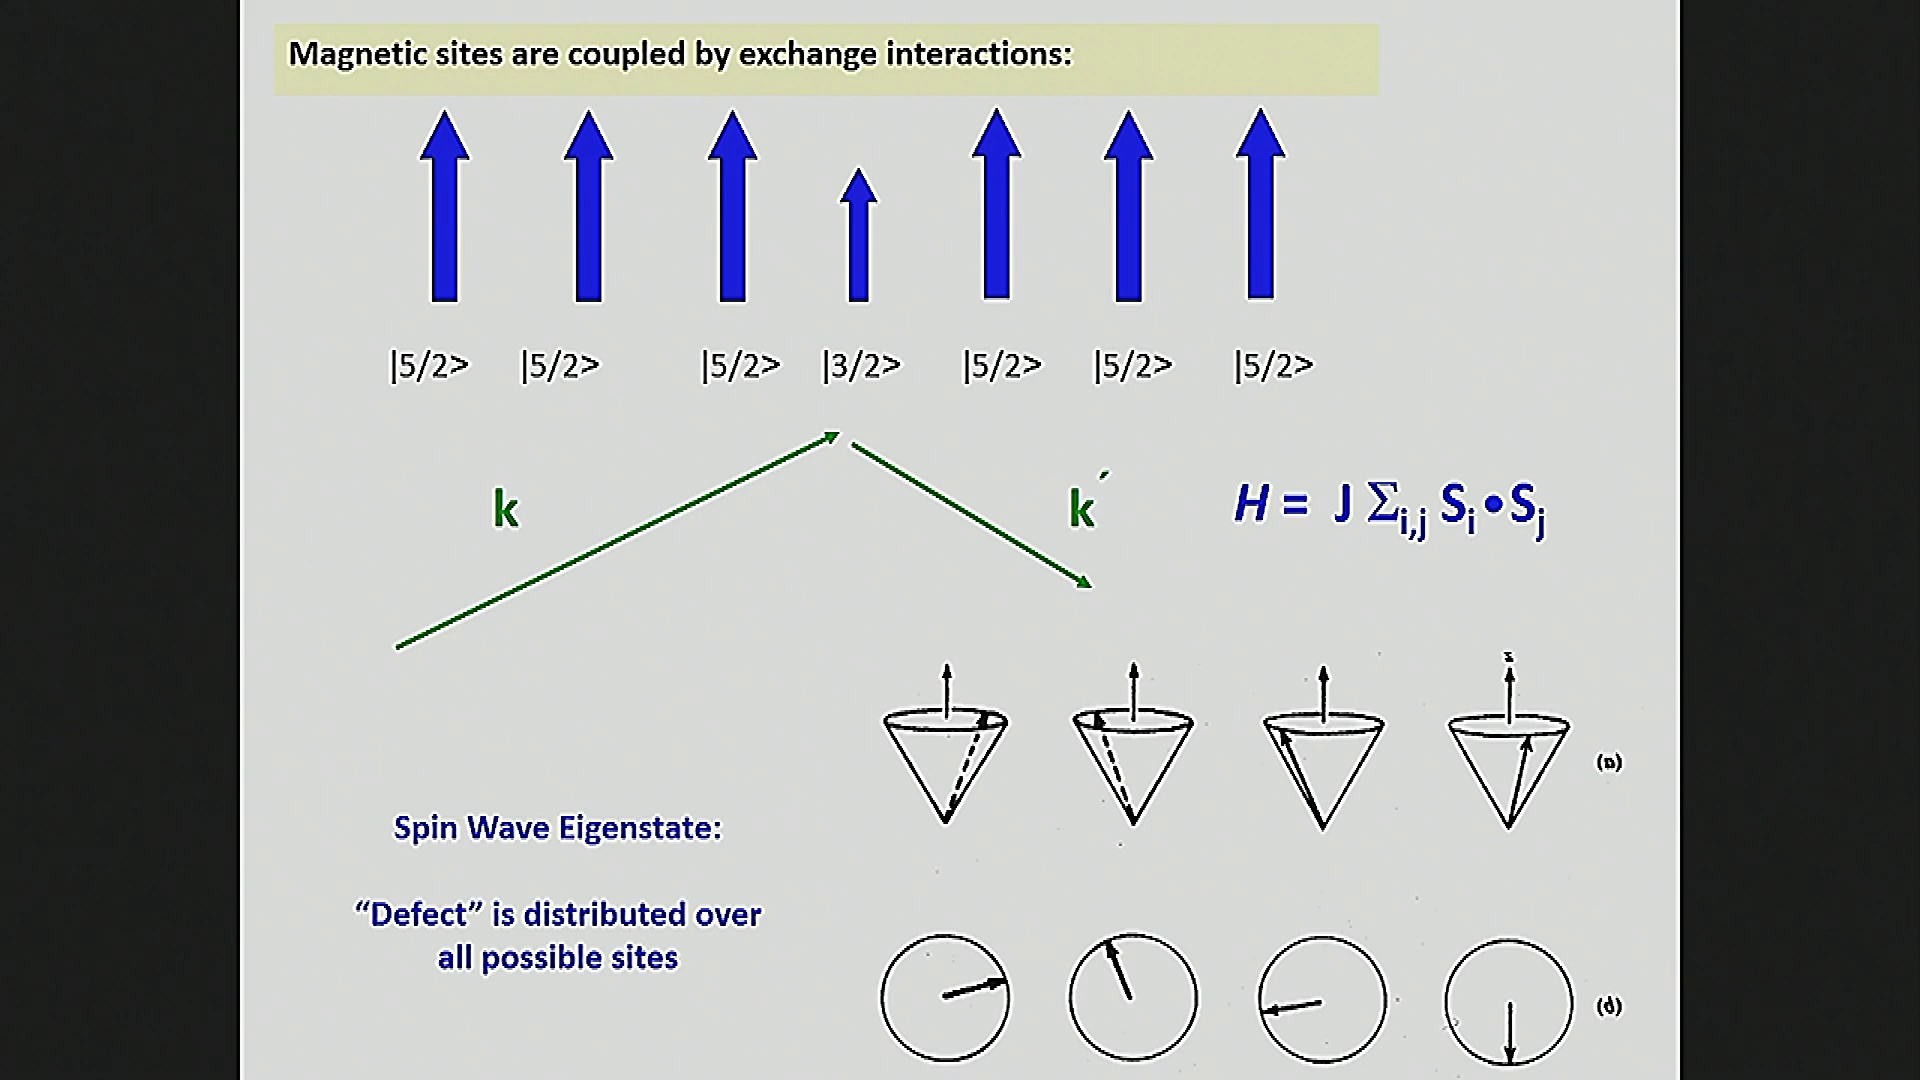 Magnetic sites are coupled by exchange interactions:
|5/2> |5/2> |5/2> |3/2> |5/2> |5/2> |5/2>
k k´ H = J Σi,j Si•Sj
z
(a)
Spin Wave Eigenstate:
“Defect” is distributed over
all possible sites
(b)